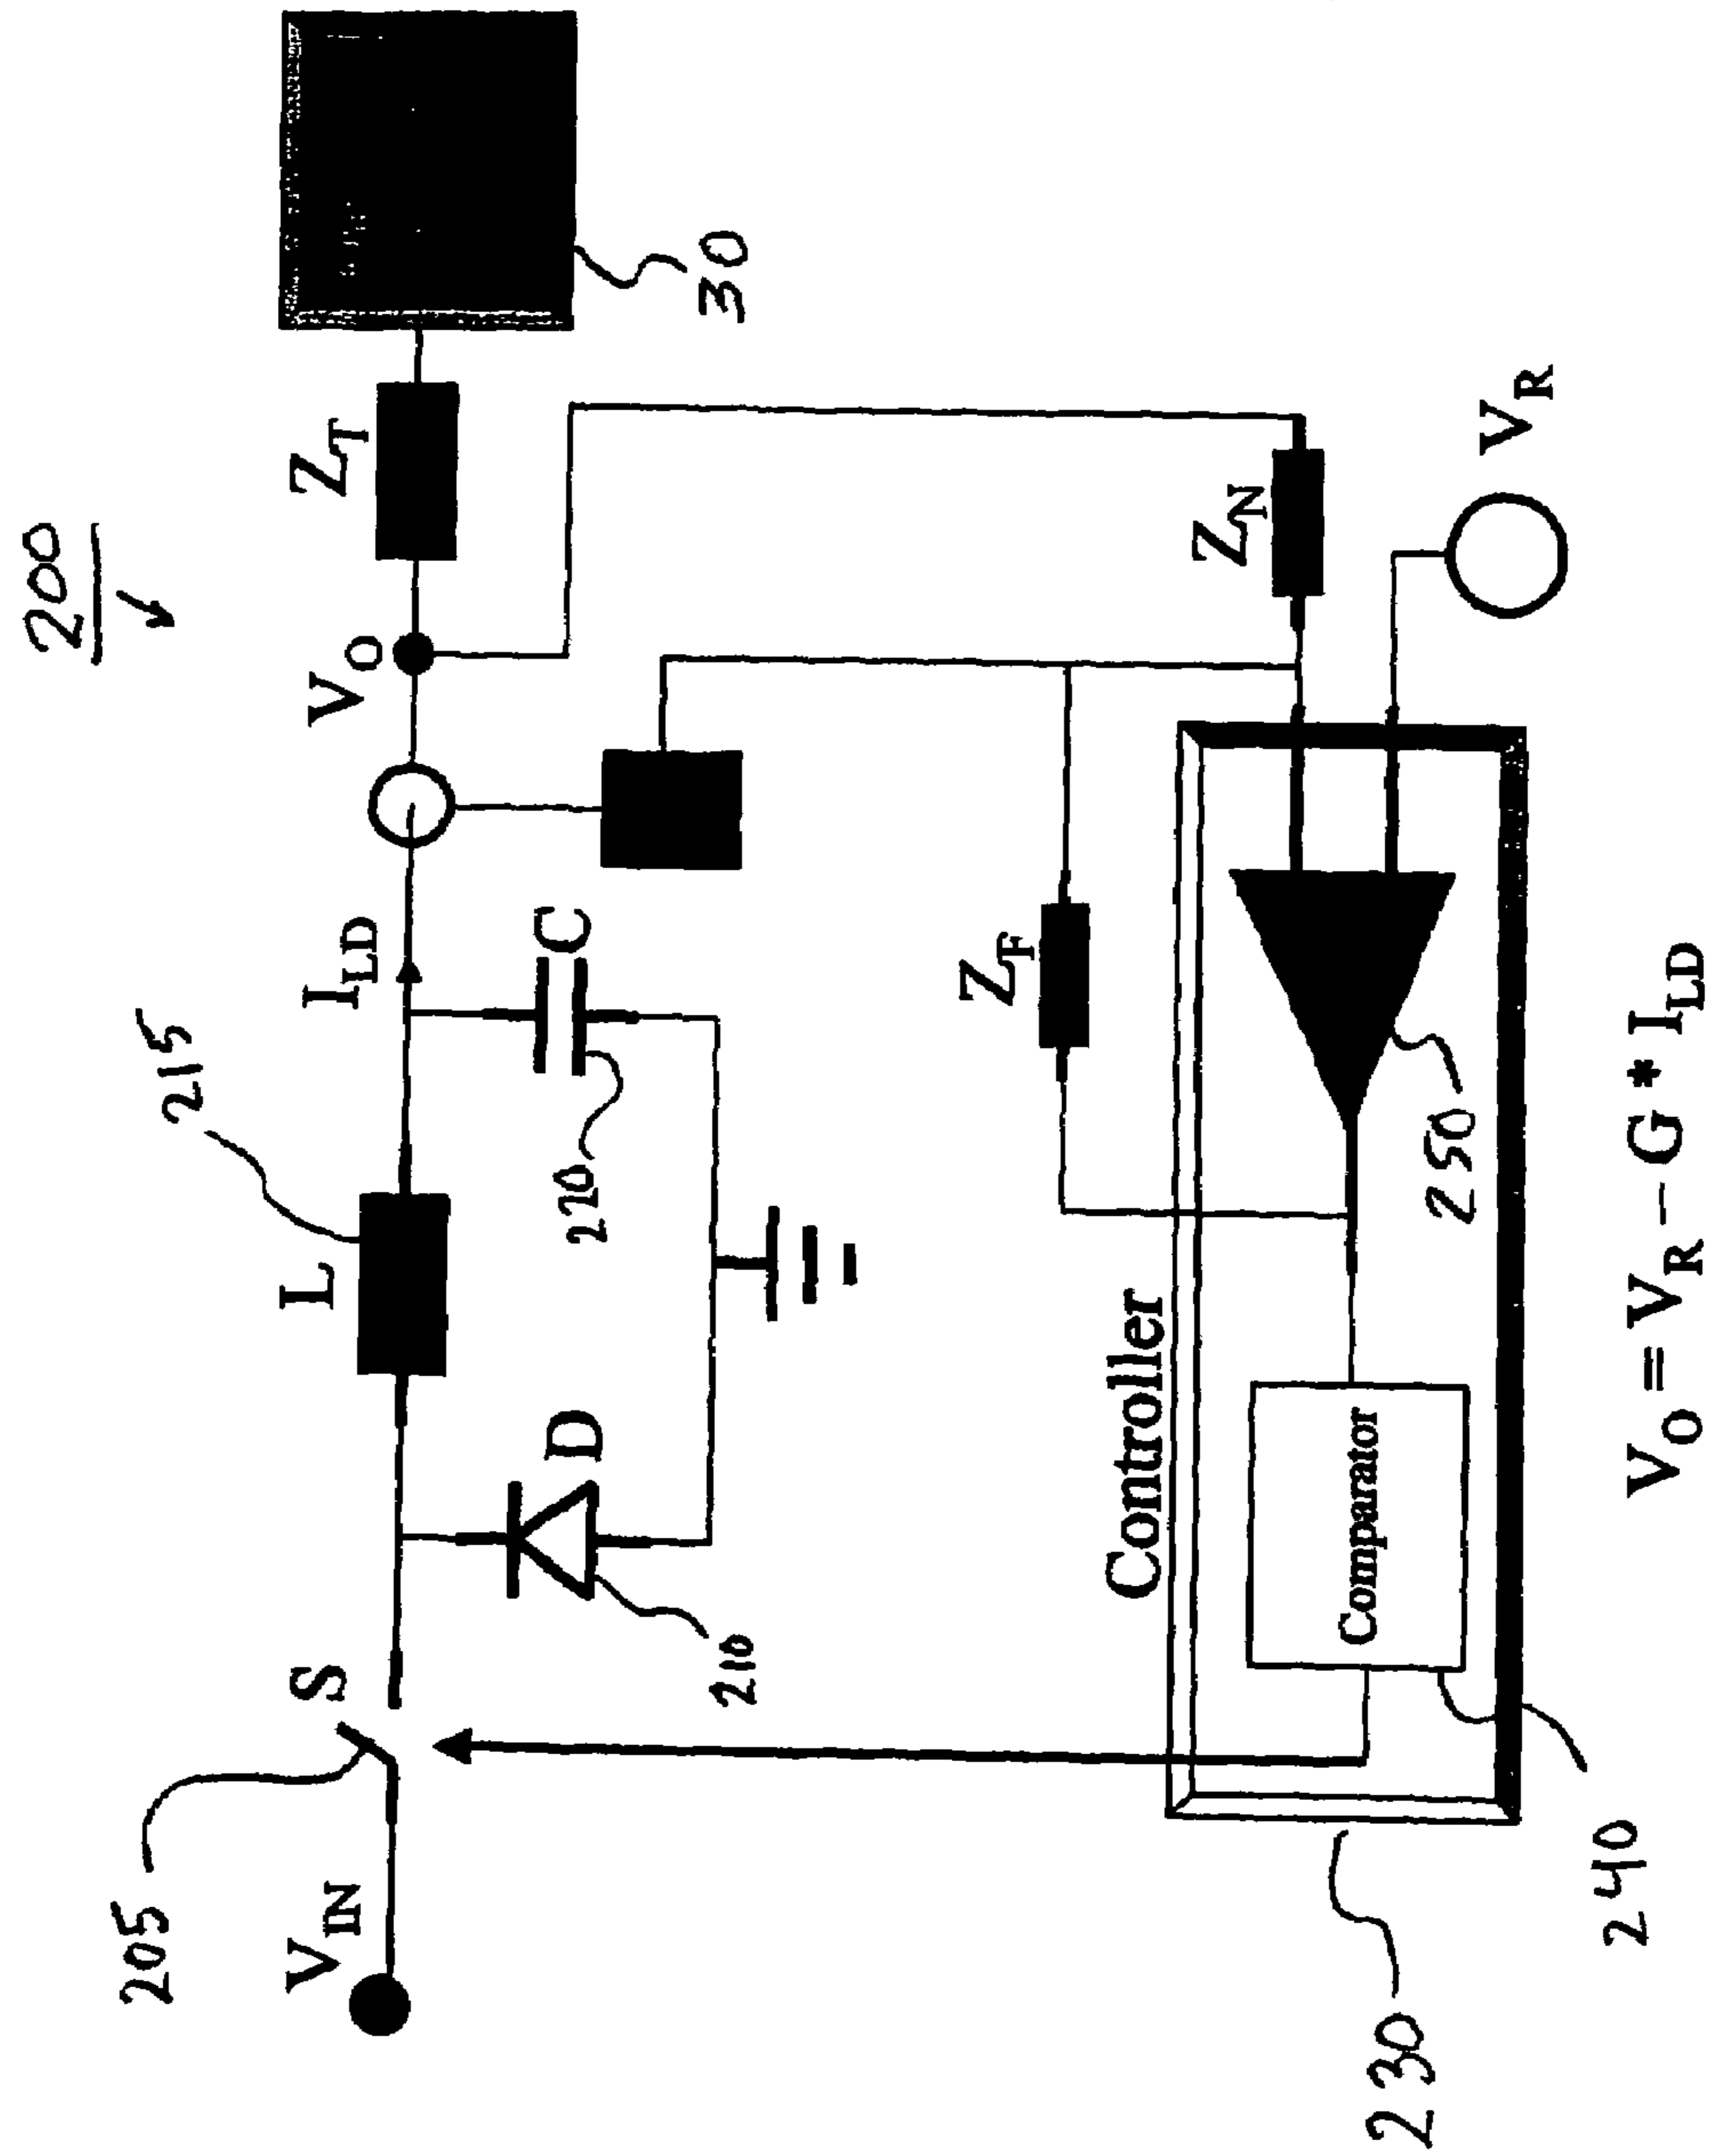 200
205
215
V_IN
S
L
I_LD
V_O
Z_T
D
C
210
220
30
Controller
Z_F
Z_N
Comparator
V_R
250
230
240
V_O = V_R – G * I_LD